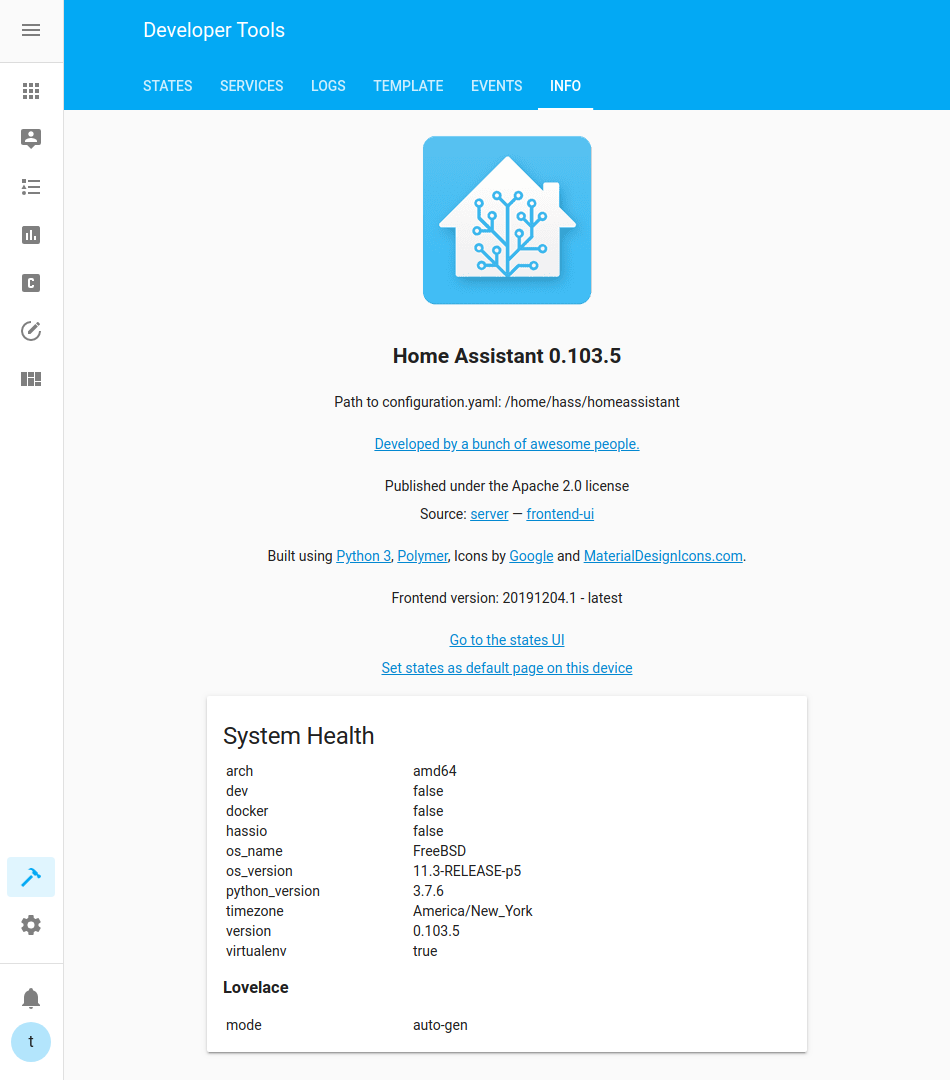 Developer Tools
STATES SERVICES LOGS TEMPLATE EVENTS INFO
C
Home Assistant 0.103.5
Path to configuration.yaml: /home/hass/homeassistant
Developed by a bunch of awesome people.
Published under the Apache 2.0 license
Source: server — frontend-ui
Built using Python 3, Polymer, Icons by Google and MaterialDesignIcons.com.
Frontend version: 20191204.1 - latest
Go to the states UI
Set states as default page on this device
System Health
arch amd64
dev false
docker false
hassio false
os_name FreeBSD
os_version 11.3-RELEASE-p5
python_version 3.7.6
timezone America/New_York
version 0.103.5
virtualenv true
Lovelace
mode auto-gen
t